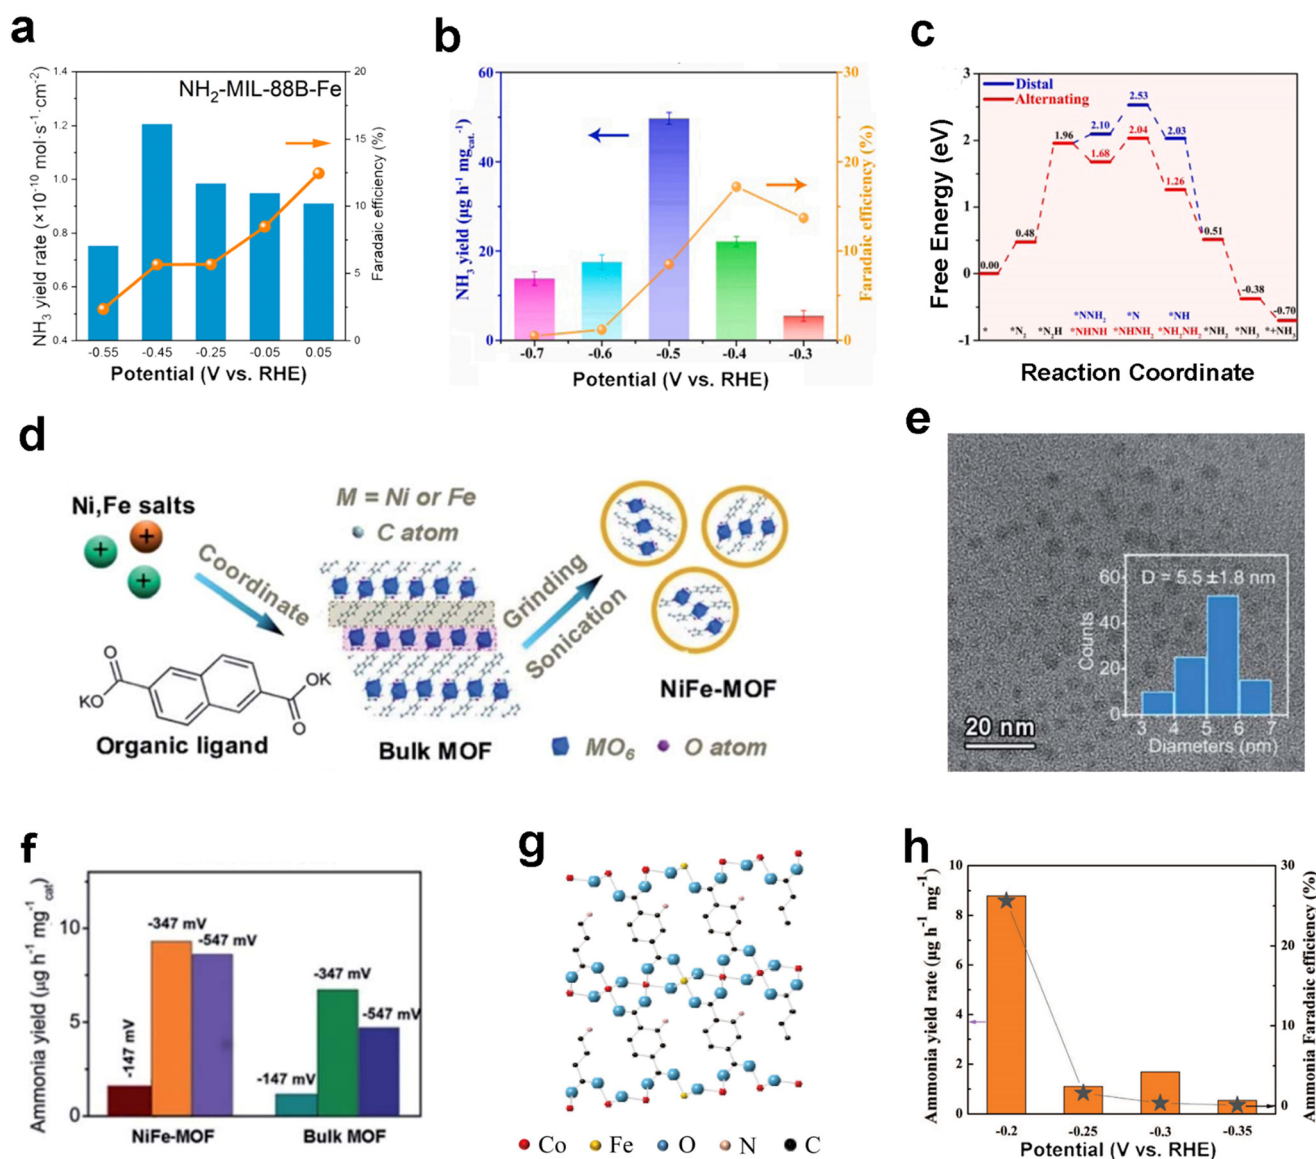 a
NH₂-MIL-88B-Fe
NH₃ yield rate (×10⁻¹⁰ mol·s⁻¹·cm⁻²)
1.4
1.2
1.0
0.8
0.6
0.4
20
15
10
5
0
Faradaic efficiency (%)
-0.55 -0.45 -0.25 -0.05 0.05
Potential (V vs. RHE)
b
NH₃ yield (µg h⁻¹ mg_cat.⁻¹)
60
40
20
0
30
20
10
0
Faradaic efficiency (%)
-0.7 -0.6 -0.5 -0.4 -0.3
Potential (V vs. RHE)
c
Free Energy (eV)
3
2
1
0
-1
Distal
Alternating
0.00
0.48
1.96
2.10
1.68
2.53
2.04
2.03
1.26
0.51
-0.38
-0.70
*NNH₂ *N *NH
* *N₂ *N₂H *NHNH *NHNH₂ *NH₂NH₂ *NH₂ *NH₃ *+NH₃
Reaction Coordinate
d
Ni,Fe salts
+ + +
Coordinate
M = Ni or Fe
C atom
Grinding
Sonication
KO
O
O
OK
Organic ligand
Bulk MOF
NiFe-MOF
MO₆
O atom
e
20 nm
D = 5.5 ±1.8 nm
Counts
60
40
20
0
3 4 5 6 7
Diameters (nm)
f
Ammonia yield (µg h⁻¹ mg⁻¹_cat)
10
5
0
-147 mV
-347 mV
-547 mV
-147 mV
-347 mV
-547 mV
NiFe-MOF Bulk MOF
g
Co Fe O N C
h
Ammonia yield rate (µg h⁻¹ mg⁻¹)
10
8
6
4
2
0
30
20
10
0
Ammonia Faradaic efficiency (%)
-0.2 -0.25 -0.3 -0.35
Potential (V vs. RHE)